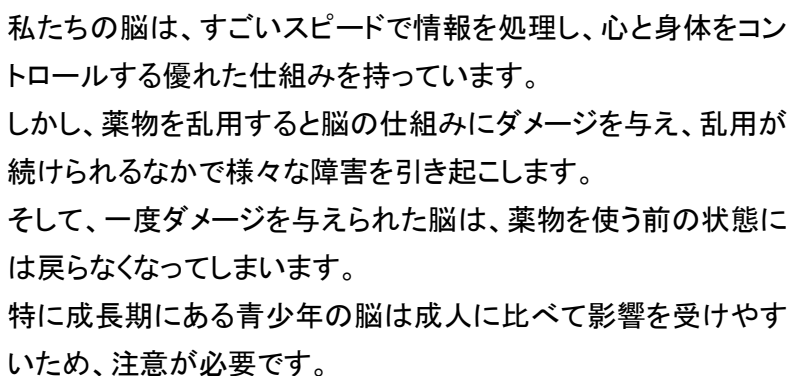 私たちの脳は、すごいスピードで情報を処理し、心と身体をコン
トロールする優れた仕組みを持っています。
しかし、薬物を乱用すると脳の仕組みにダメージを与え、乱用が
続けられるなかで様々な障害を引き起こします。
そして、一度ダメージを与えられた脳は、薬物を使う前の状態に
は戻らなくなってしまいます。
特に成長期にある青少年の脳は成人に比べて影響を受けやす
いため、注意が必要です。